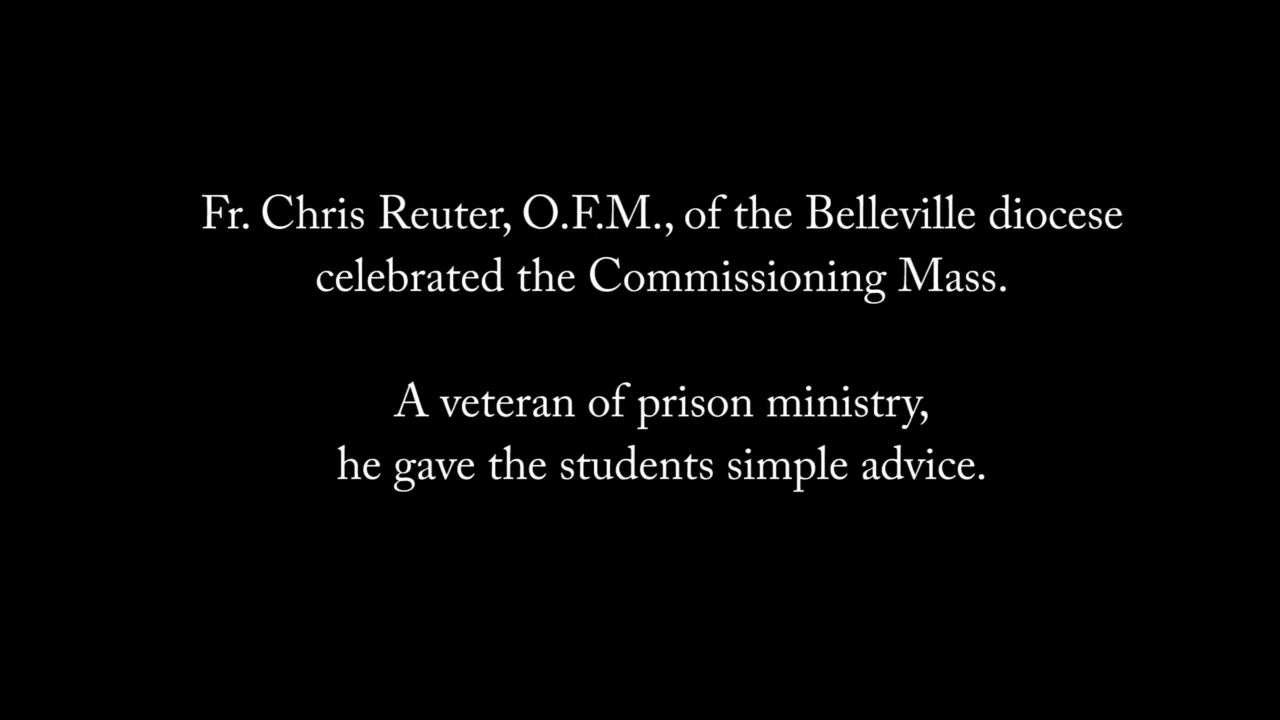 Fr. Chris Reuter, O.F.M., of the Belleville diocese
celebrated the Commissioning Mass.
A veteran of prison ministry,
he gave the students simple advice.